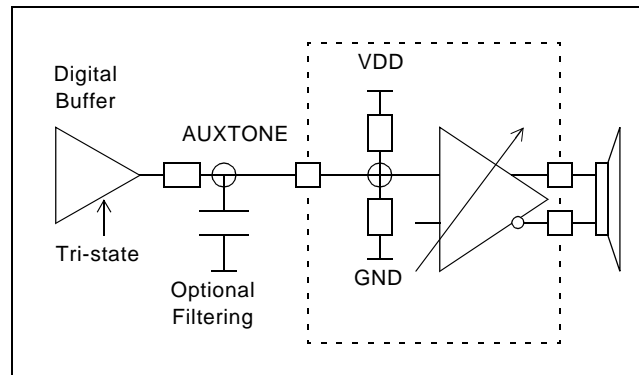 Digital
Buffer
VDD
AUXTONE
Tri-state
GND
Optional
Filtering